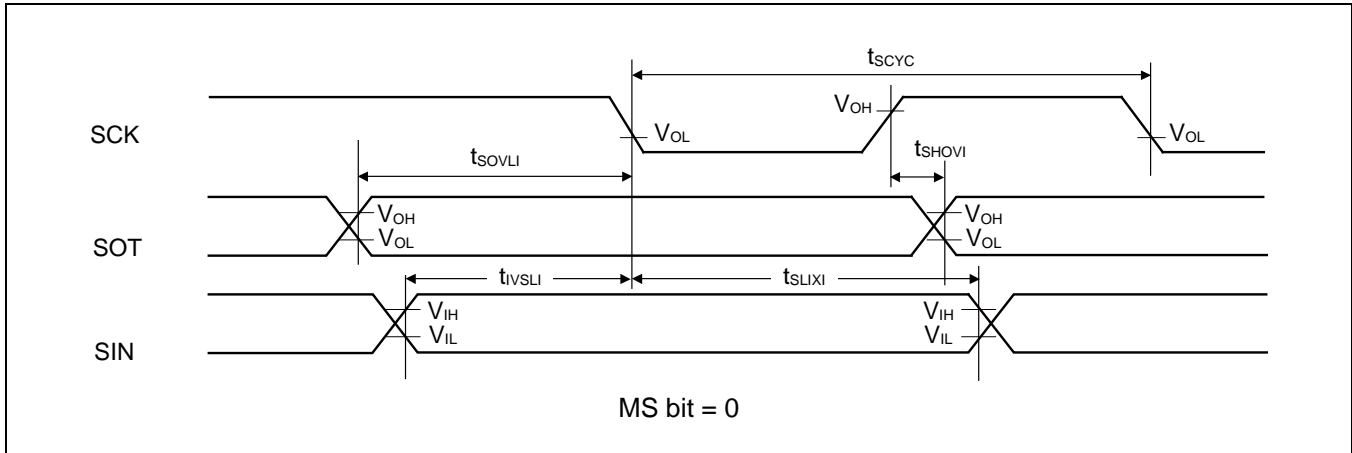 tSCYC
SCK
VOH
VOL
VOL
tSOVLI
tSHOVI
SOT
VOH
VOL
VOH
VOL
tIVSLI
tSLIXI
SIN
VIH
VIL
VIH
VIL
MS bit = 0